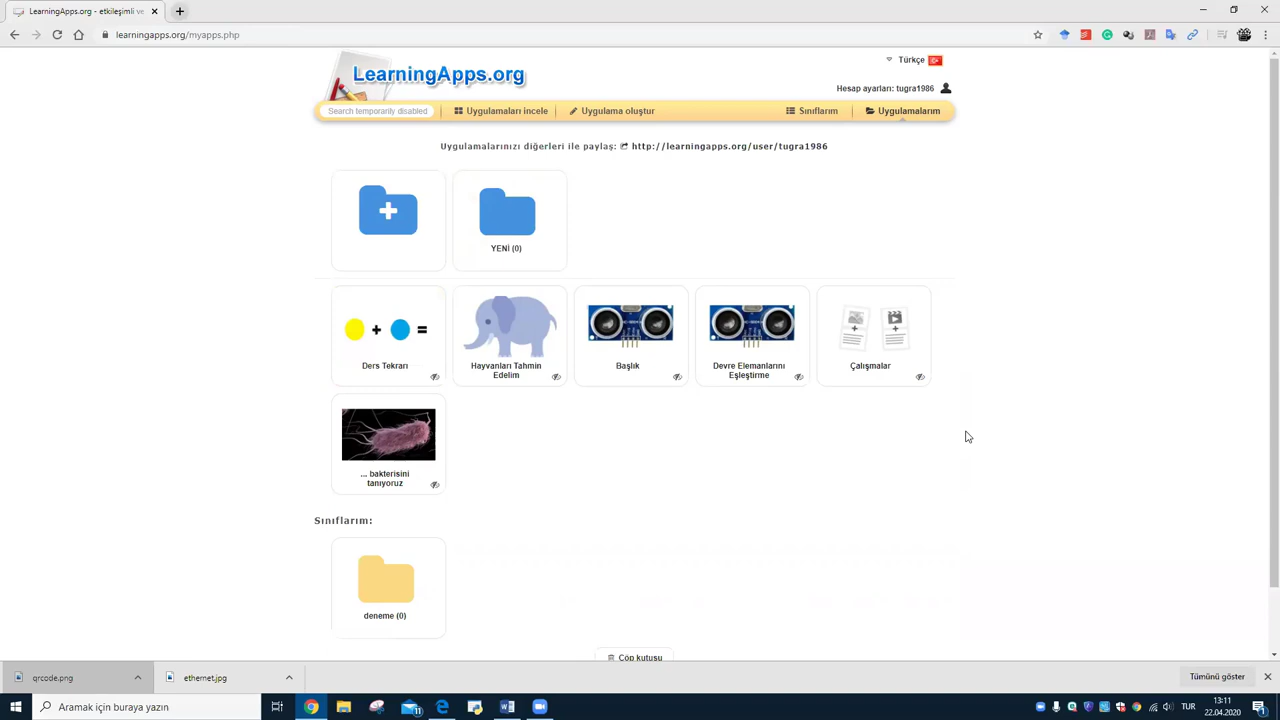 LearningApps.org - etkileşimli ve
learningapps.org/myapps.php
Türkçe
LearningApps.org
Hesap ayarları: tugra1986
Search temporarily disabled
Uygulamaları incele
Uygulama oluştur
Sınıflarım
Uygulamalarım
Uygulamalarınızı diğerleri ile paylaş: http://learningapps.org/user/tugra1986
YENİ (0)
Ders Tekrarı
Hayvanları Tahmin
Edelim
Başlık
Devre Elemanlarını
Eşleştirme
Çalışmalar
... bakterisini
tanıyoruz
Sınıflarım:
deneme (0)
Çöp kutusu
qrcode.png
ethernet.jpg
Tümünü göster
Aramak için buraya yazın
TUR
13:11
22.04.2020